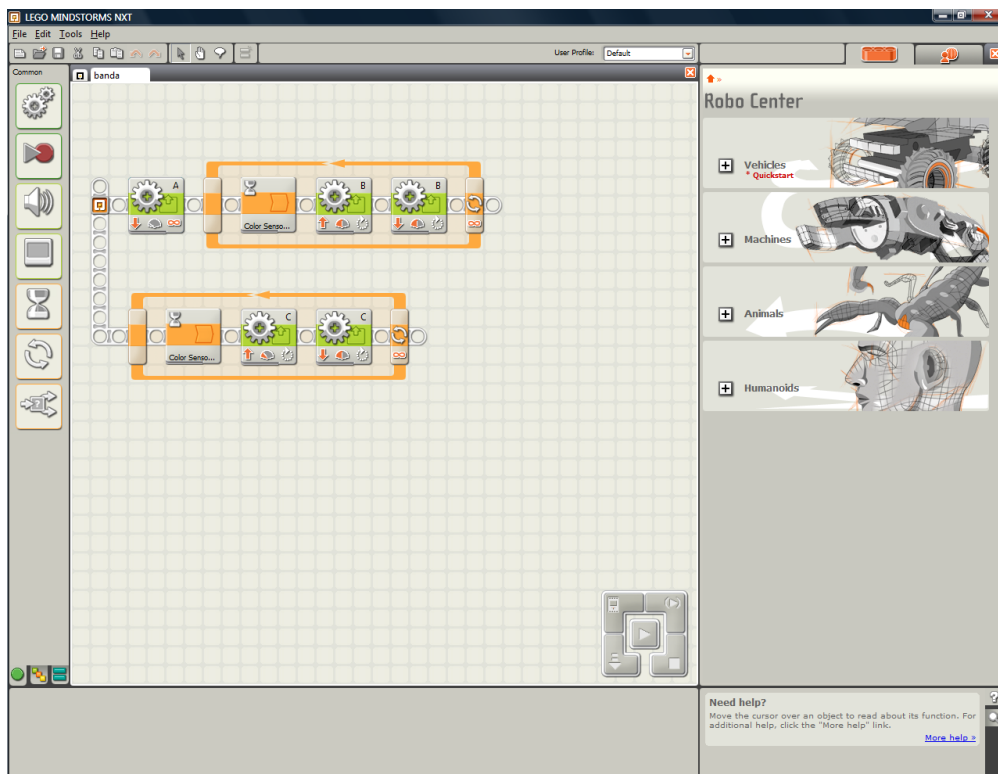 LEGO MINDSTORMS NXT
File Edit Tools Help
User Profile: Default
Common
banda
A
B
B
Color Senso...
C
C
Color Senso...
Robo Center
Vehicles
* Quickstart
Machines
Animals
Humanoids
Need help?
Move the cursor over an object to read about its function. For
additional help, click the "More help" link.
More help »